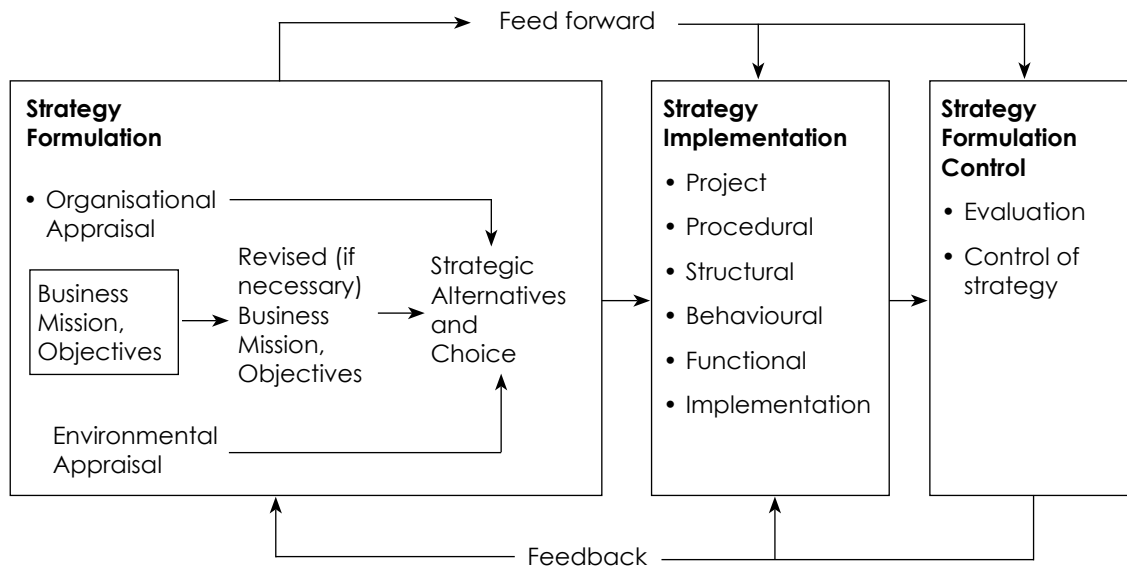 Feed forward
Strategy
Formulation
• Organisational
Appraisal
Business
Mission,
Objectives
Revised (if
necessary)
Business
Mission,
Objectives
Strategic
Alternatives
and
Choice
Environmental
Appraisal
Strategy
Implementation
• Project
• Procedural
• Structural
• Behavioural
• Functional
• Implementation
Strategy
Formulation
Control
• Evaluation
• Control of
strategy
Feedback